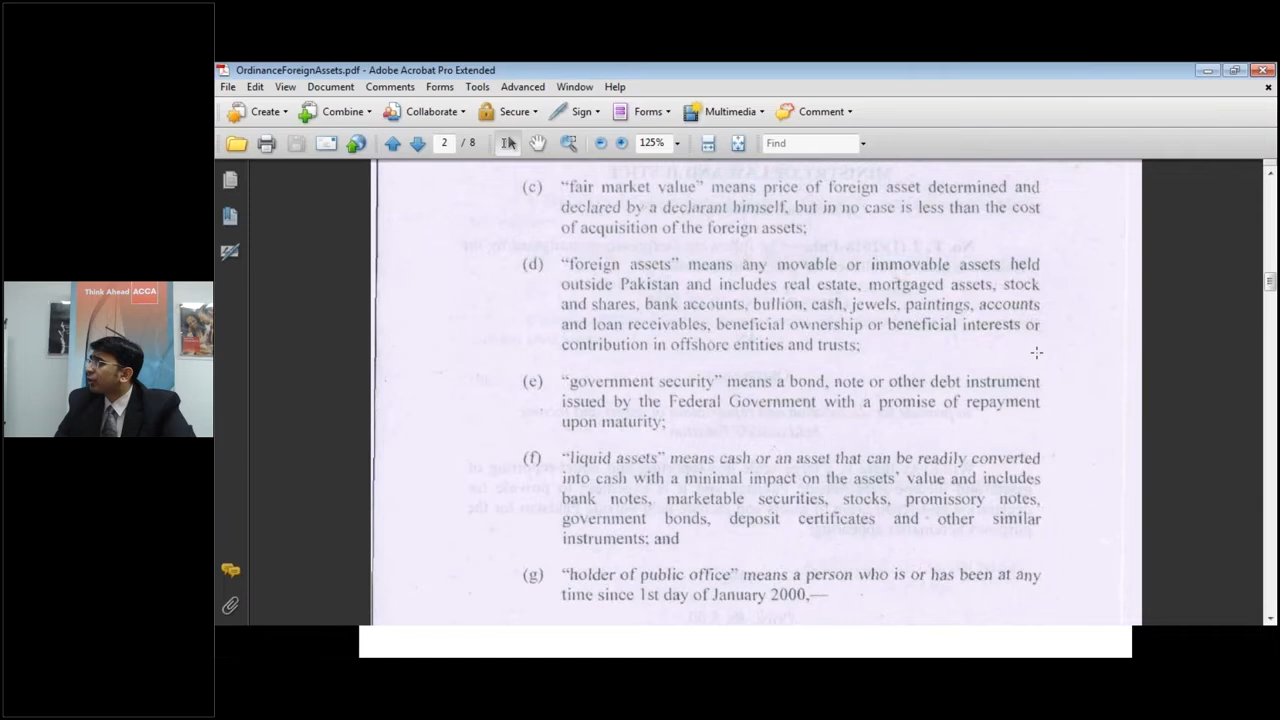 OrdinanceForeignAssets.pdf - Adobe Acrobat Pro Extended
File Edit View Document Comments Forms Tools Advanced Window Help
Create Combine Collaborate Secure Sign Forms Multimedia Comment
2 / 8 125% Find
(c) “fair market value” means price of foreign asset determined and
declared by a declarant himself, but in no case is less than the cost
of acquisition of the foreign assets;
(d) “foreign assets” means any movable or immovable assets held
outside Pakistan and includes real estate, mortgaged assets, stock
and shares, bank accounts, bullion, cash, jewels, paintings, accounts
and loan receivables, beneficial ownership or beneficial interests or
contribution in offshore entities and trusts;
(e) “government security” means a bond, note or other debt instrument
issued by the Federal Government with a promise of repayment
upon maturity;
(f) “liquid assets” means cash or an asset that can be readily converted
into cash with a minimal impact on the assets’ value and includes
bank notes, marketable securities, stocks, promissory notes,
government bonds, deposit certificates and other similar
instruments; and
(g) “holder of public office” means a person who is or has been at any
time since 1st day of January 2000,—
Think Ahead ACCA